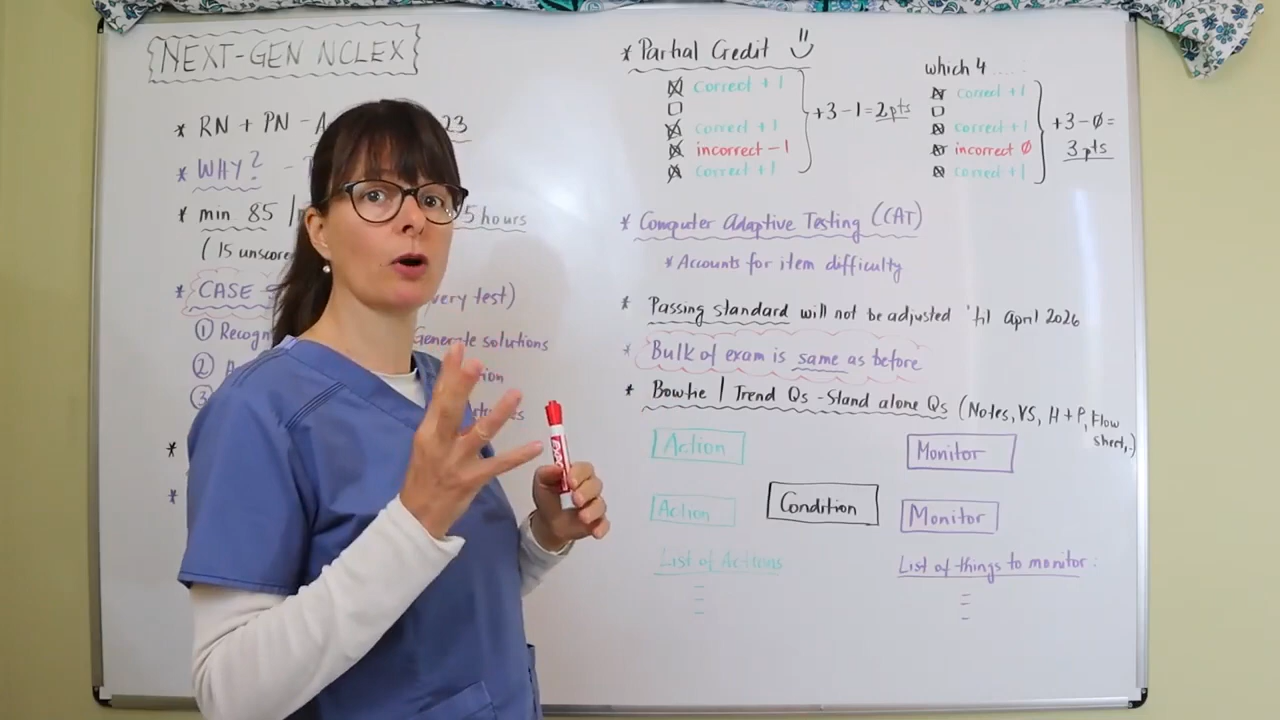 NEXT-GEN NCLEX
* RN + PN - A 23
* WHY? -
* min 85 / 5 hours
(15 unscore
* CASE very test)
① Recogn Generate solutions
②
③
*
*
* Partial Credit
correct +1
correct +1
incorrect -1
correct +1
+3-1=2pts
which 4 .....
correct +1
correct +1
incorrect ∅
correct +1
+3-∅=
3pts
* Computer Adaptive Testing (CAT)
* Accounts for item difficulty
* Passing standard will not be adjusted 'til April 2026
* Bulk of exam is same as before
* Bowtie | Trend Qs - Stand alone Qs (Notes, VS, H+P, Flow
sheet,.)
Action Monitor
Condition
Action Monitor
List of Actions List of things to monitor: